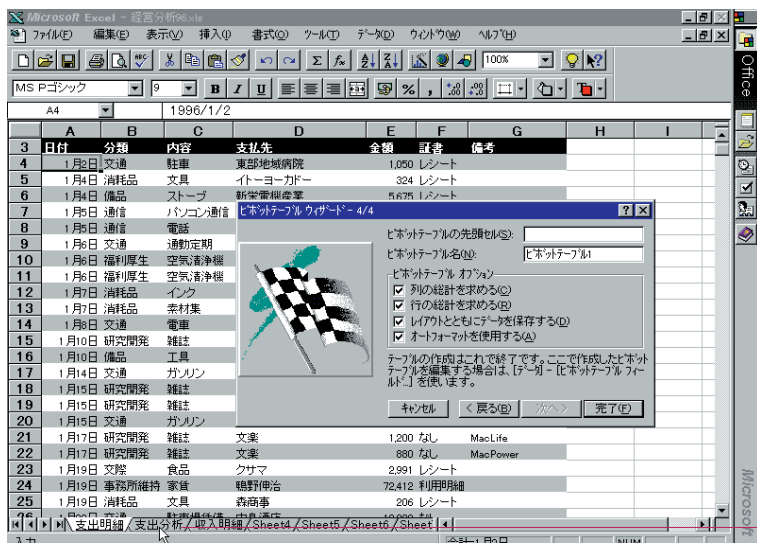 Microsoft Excel - 経営分析96.xls
ファイル(F) 編集(E) 表示(V) 挿入(I) 書式(O) ツール(T) データ(D) ウィンドウ(W) ヘルプ(H)
100%
MS Pゴシック 9 B I U
A4 1996/1/2
A B C D E F G H I
3 日付 分類 内容 支払先 金額 証書 備考
4 1月2日 交通 駐車 東部地域病院 1,050 レシート
5 1月4日 消耗品 文具 イトーヨーカドー 324 レシート
6 1月4日 備品 ストーブ 新栄電機産業 5,675 レシート
7 1月5日 通信 パソコン通信
8 1月5日 通信 電話
9 1月6日 交通 通勤定期
10 1月6日 福利厚生 空気清浄機
11 1月6日 福利厚生 空気清浄機
12 1月7日 消耗品 インク
13 1月7日 消耗品 素材集
14 1月8日 交通 電車
15 1月10日 研究開発 雑誌
16 1月10日 備品 工具
17 1月14日 交通 ガソリン
18 1月15日 研究開発 雑誌
19 1月15日 研究開発 雑誌
20 1月15日 交通 ガソリン
21 1月17日 研究開発 雑誌 文楽 1,200 なし MacLife
22 1月17日 研究開発 雑誌 文楽 880 なし MacPower
23 1月19日 交際 食品 クサマ 2,991 レシート
24 1月19日 事務所維持 家賃 鴨野伸治 72,412 利用明細
25 1月19日 消耗品 文具 森商事 206 レシート
ピボットテーブル ウィザード - 4/4
ピボットテーブルの先頭セル(S):
ピボットテーブル名(N): ピボットテーブル1
ピボットテーブル オプション
列の総計を求める(C)
行の総計を求める(R)
レイアウトとともにデータを保存する(D)
オートフォーマットを使用する(A)
テーブルの作成はこれで終了です。ここで作成したピボット
テーブルを編集する場合は、[データ] - [ピボットテーブル フィー
ルド...] を使います。
キャンセル < 戻る(B) 次へ > 完了(F)
支出明細 支出分析 収入明細 Sheet4 Sheet5 Sheet6 Sheet
入力 合計=1月2日 NUM
Office
Microsoft